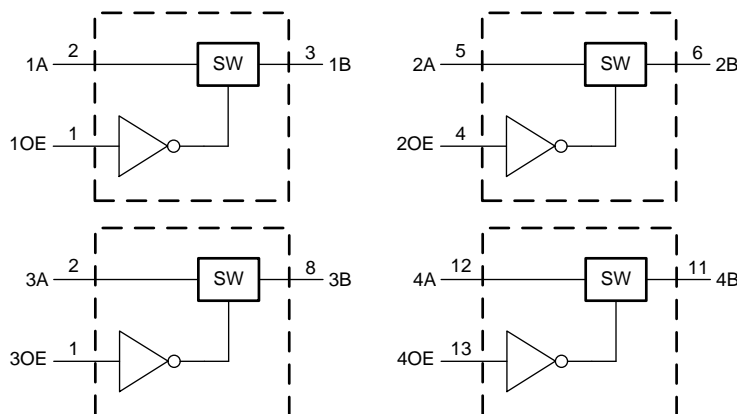 2 SW 3
1A 1B
1
1OE
5 SW 6
2A 2B
4
2OE
2 SW 8
3A 3B
1
3OE
12 SW 11
4A 4B
13
4OE